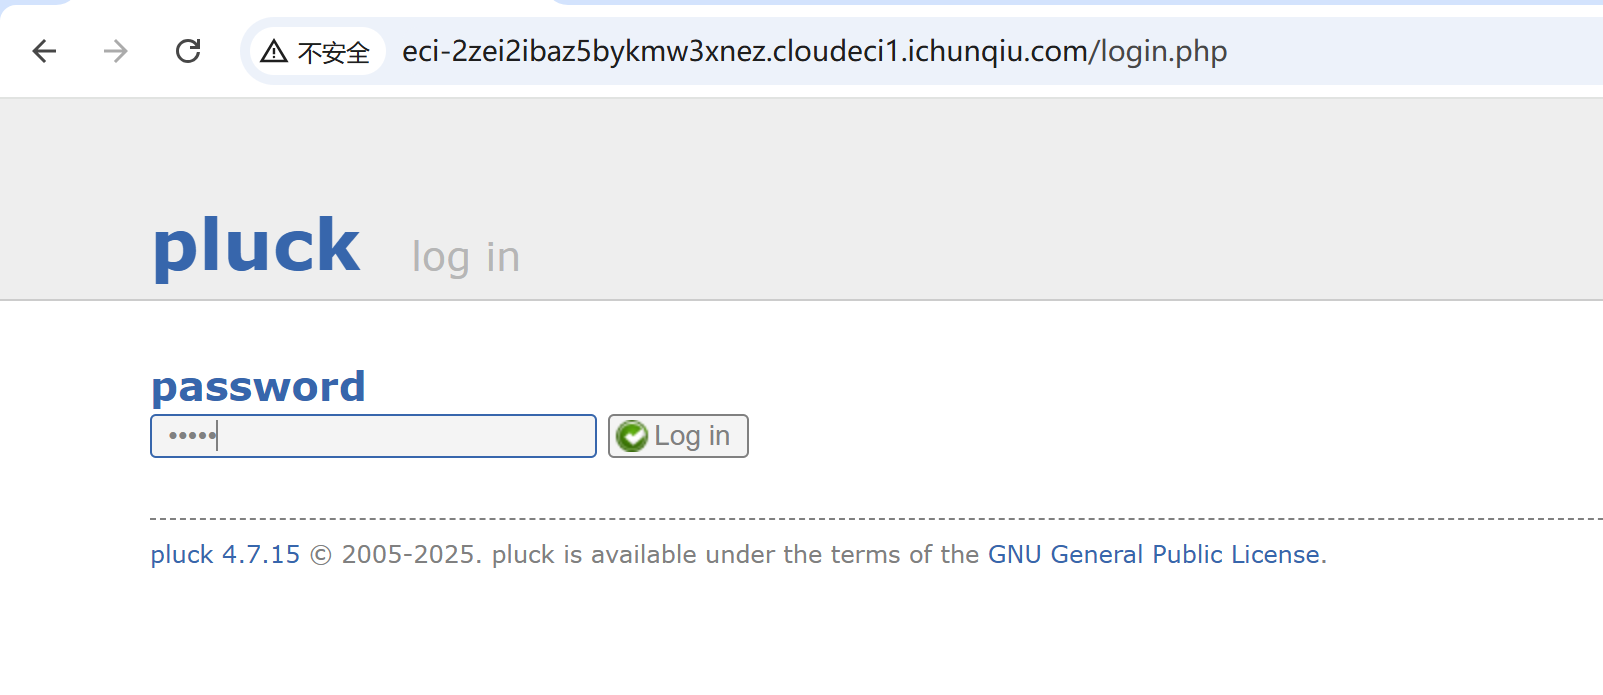 不安全 eci-2zei2ibaz5bykmw3xnez.cloudeci1.ichunqiu.com/login.php
pluck log in
password
••••• Log in
pluck 4.7.15 © 2005-2025. pluck is available under the terms of the GNU General Public License.